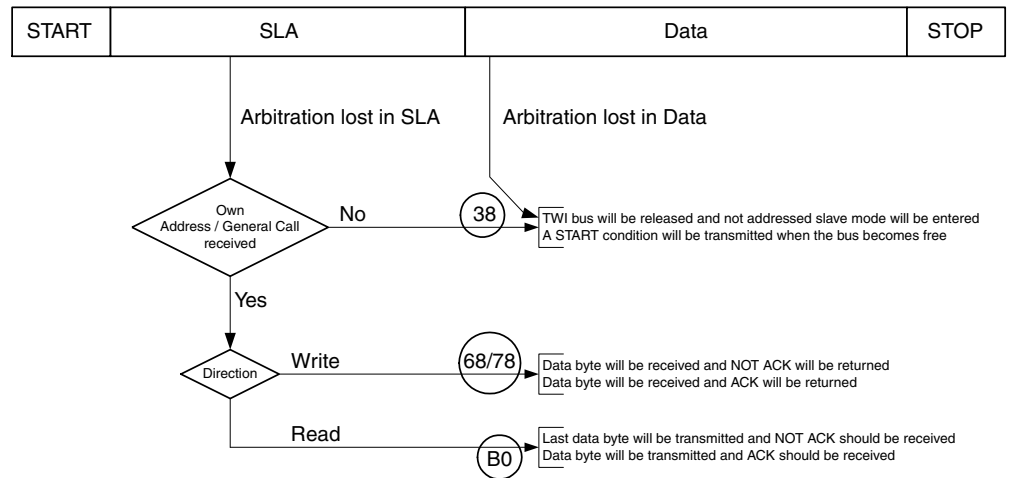 START SLA Data STOP
Arbitration lost in SLA Arbitration lost in Data
Own
Address / General Call
received
No
38
TWI bus will be released and not addressed slave mode will be entered
A START condition will be transmitted when the bus becomes free
Yes
Direction
Write
68/78
Data byte will be received and NOT ACK will be returned
Data byte will be received and ACK will be returned
Read
B0
Last data byte will be transmitted and NOT ACK should be received
Data byte will be transmitted and ACK should be received